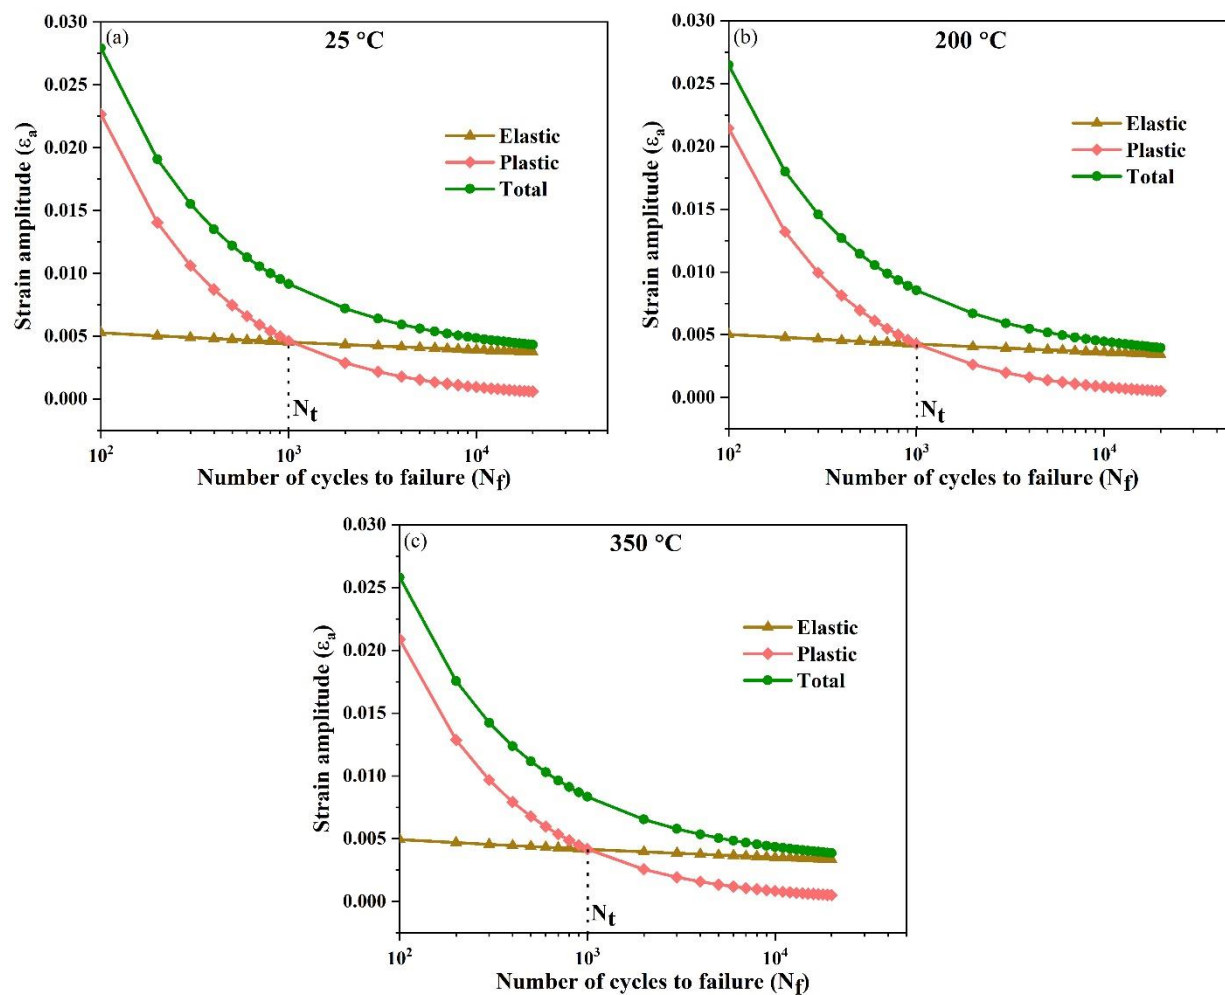 (a)
25 °C
0.030
0.025
0.020
0.015
0.010
0.005
0.000
Strain amplitude (εa)
Elastic
Plastic
Total
Nt
10²
10³
10⁴
Number of cycles to failure (Nf)
(b)
200 °C
0.030
0.025
0.020
0.015
0.010
0.005
0.000
Strain amplitude (εa)
Elastic
Plastic
Total
Nt
10²
10³
10⁴
Number of cycles to failure (Nf)
(c)
350 °C
0.030
0.025
0.020
0.015
0.010
0.005
0.000
Strain amplitude (εa)
Elastic
Plastic
Total
Nt
10²
10³
10⁴
Number of cycles to failure (Nf)